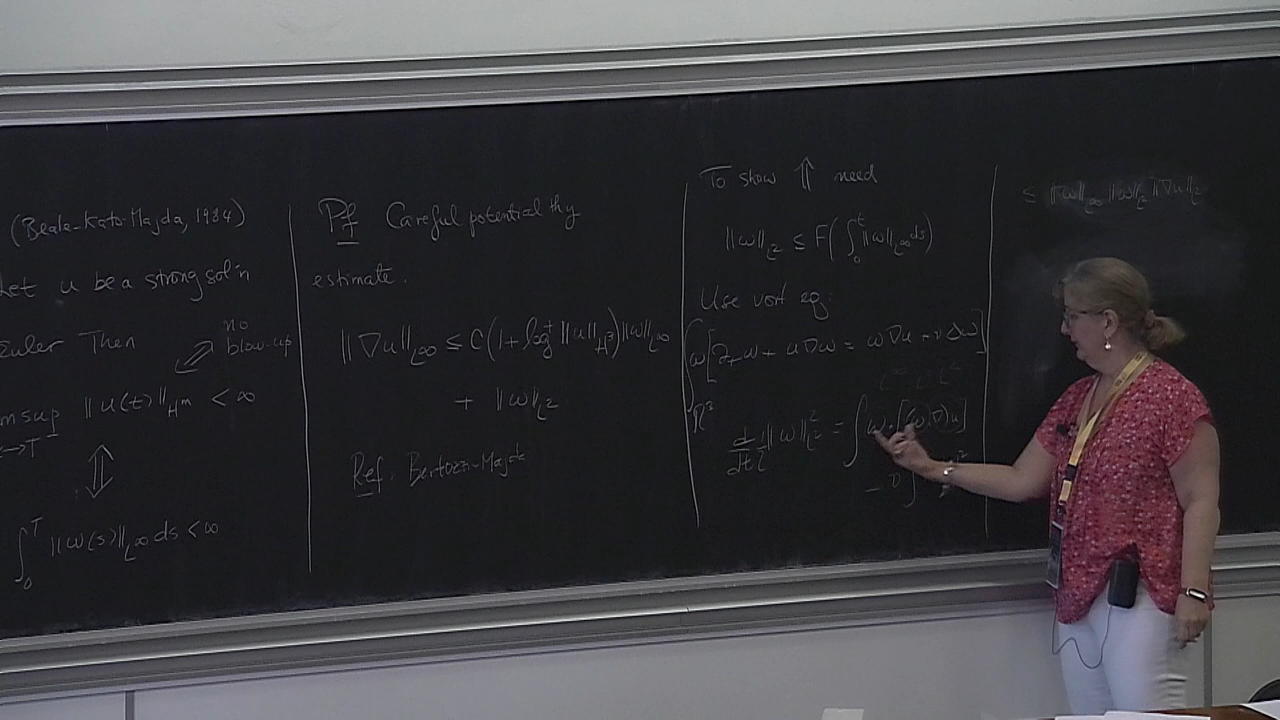 (Beale-Kato-Majda, 1984)
Let u be a strong sol'n
Euler Then
no
blow-up
msup ‖u(t)‖_{H^m} < ∞
→T
⇕
∫_0^T ‖ω(s)‖_{L^∞} ds < ∞
Pf Careful potential thy
estimate.
‖∇u‖_{L^∞} ≤ C(1+log^+ ‖u‖_{H^3})‖ω‖_{L^∞}
+ ‖ω‖_{L^2}
Ref. Bertozzi-Majda
To show ⇑ need
‖ω‖_{L^2} ≤ F(∫_0^t ‖ω‖_{L^∞} ds)
Use vort eq:
∫_{ℝ^3} ω[∂_t ω + u∇ω = ω∇u + ν Δω]
d/dt 1/2 ‖ω‖_{L^2}^2 = ∫ ω·[(ω·∇)u]
- ν ∫
≤ ‖ω‖_{L^∞} ‖ω‖_{L^2} ‖∇u‖_{L^2}